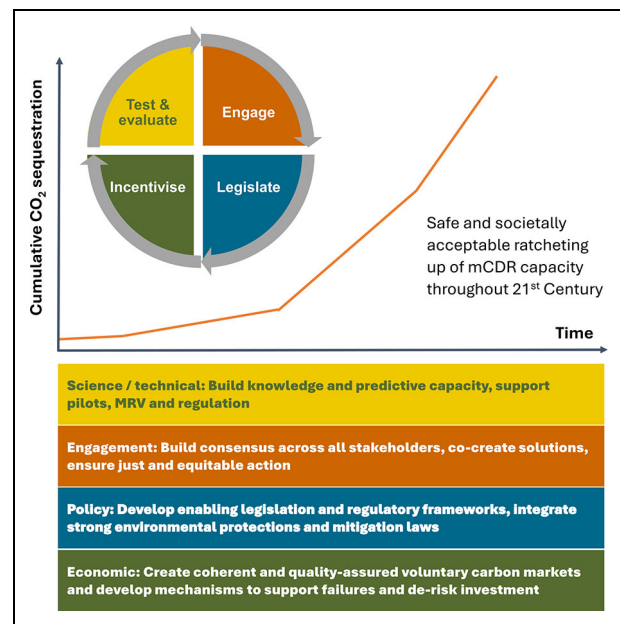 Test &
evaluate
Engage
Incentivise
Legislate
Cumulative CO₂ sequestration
Safe and societally
acceptable ratcheting
up of mCDR capacity
throughout 21st Century
Time
Science / technical: Build knowledge and predictive capacity, support
pilots, MRV and regulation
Engagement: Build consensus across all stakeholders, co-create solutions,
ensure just and equitable action
Policy: Develop enabling legislation and regulatory frameworks, integrate
strong environmental protections and mitigation laws
Economic: Create coherent and quality-assured voluntary carbon markets
and develop mechanisms to support failures and de-risk investment